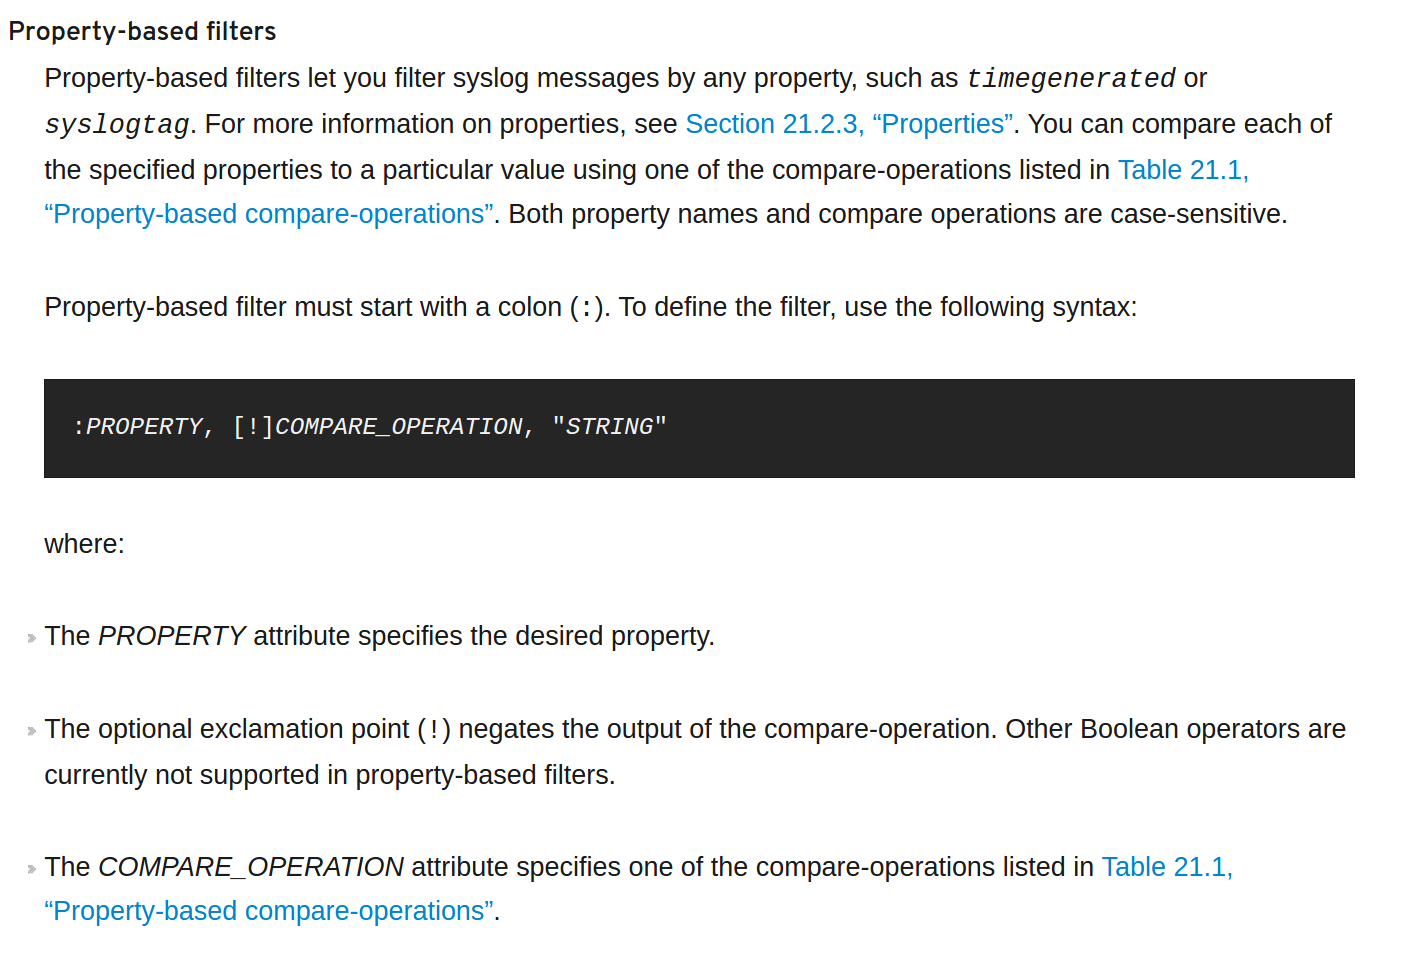 Property-based filters
Property-based filters let you filter syslog messages by any property, such as timegenerated or
syslogtag. For more information on properties, see Section 21.2.3, “Properties”. You can compare each of
the specified properties to a particular value using one of the compare-operations listed in Table 21.1,
“Property-based compare-operations”. Both property names and compare operations are case-sensitive.
Property-based filter must start with a colon (:). To define the filter, use the following syntax:
:PROPERTY, [!]COMPARE_OPERATION, "STRING"
where:
The PROPERTY attribute specifies the desired property.
The optional exclamation point (!) negates the output of the compare-operation. Other Boolean operators are
currently not supported in property-based filters.
The COMPARE_OPERATION attribute specifies one of the compare-operations listed in Table 21.1,
“Property-based compare-operations”.